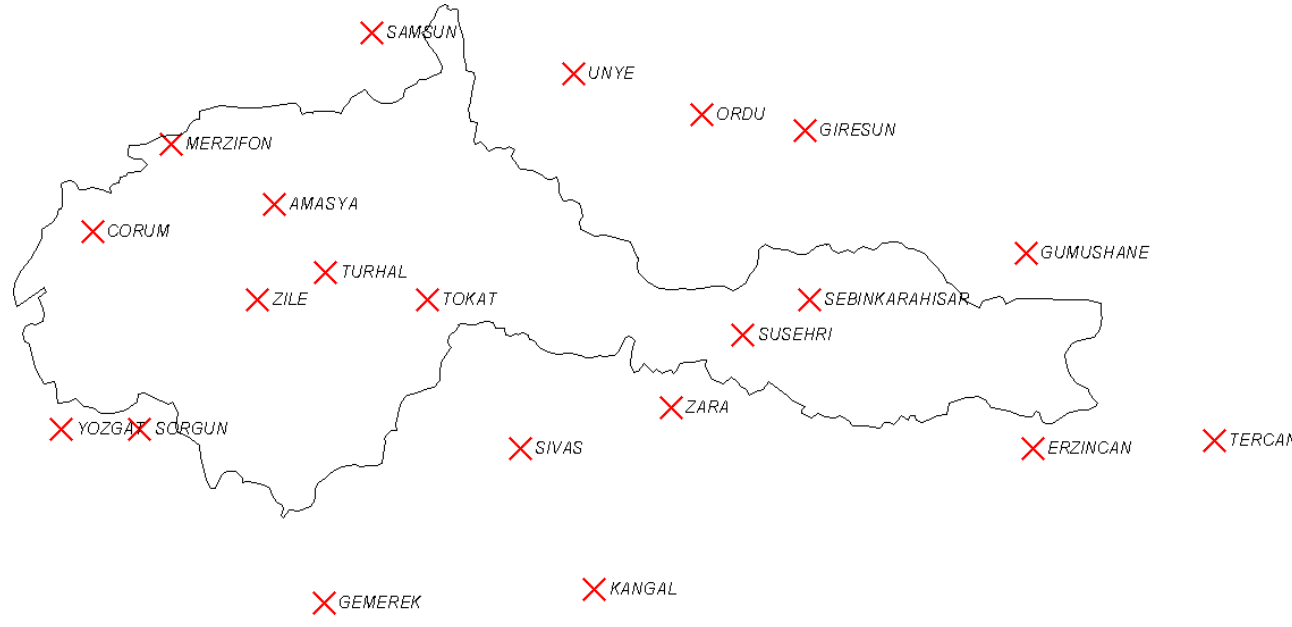 SAMSUN
UNYE
ORDU
GIRESUN
MERZIFON
AMASYA
CORUM
GUMUSHANE
TURHAL
ZILE
TOKAT
SEBINKARAHISAR
SUSEHRI
ZARA
YOZGAT
SORGUN
SIVAS
ERZINCAN
TERCAN
KANGAL
GEMEREK